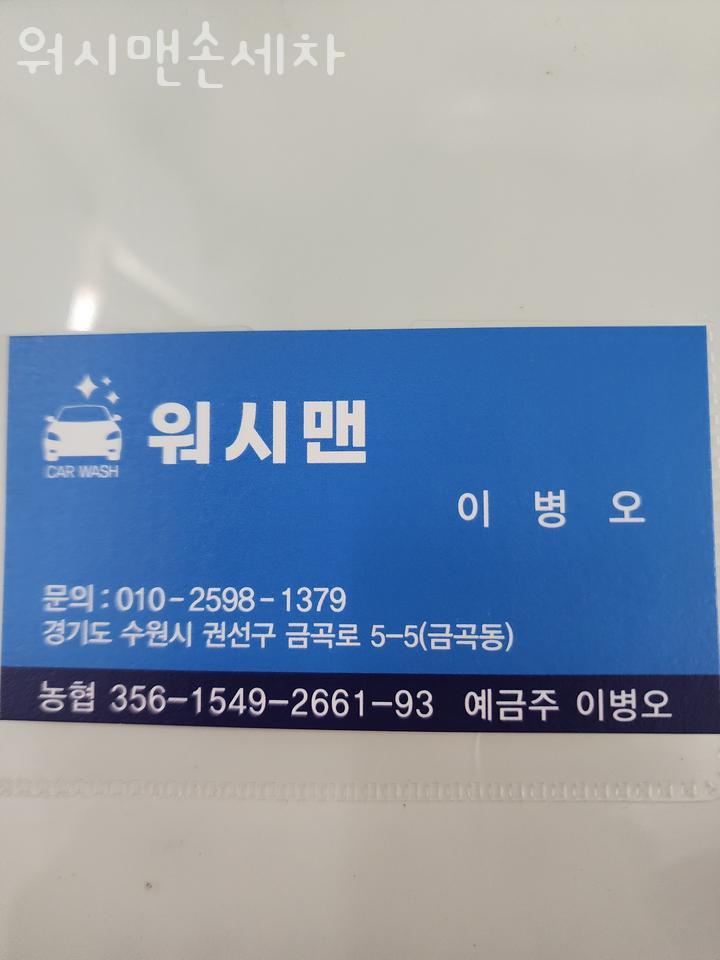 워시맨손세차
워시맨
CAR WASH
이 병 오
문의 : 010-2598-1379
경기도 수원시 권선구 금곡로 5-5(금곡동)
농협 356-1549-2661-93 예금주 이병오